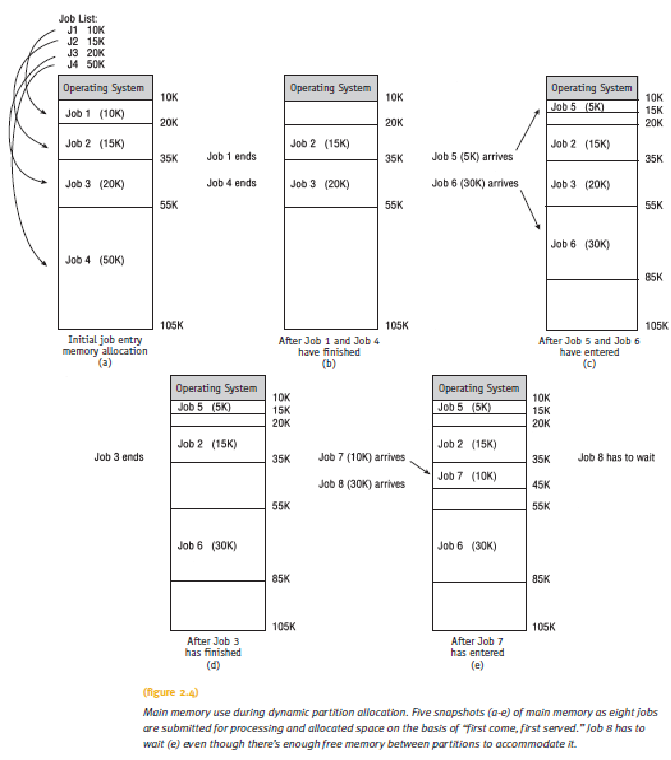 Job List:
J1 10K
J2 15K
J3 20K
J4 50K
Operating System
10K
Job 1 (10K)
20K
Job 2 (15K)
35K
Job 3 (20K)
55K
Job 4 (50K)
105K
Initial job entry
memory allocation
(a)
Job 1 ends
Job 4 ends
Operating System
10K
20K
Job 2 (15K)
35K
Job 3 (20K)
55K
105K
After Job 1 and Job 4
have finished
(b)
Job 5 (5K) arrives
Job 6 (30K) arrives
Operating System
10K
Job 5 (5K)
15K
20K
Job 2 (15K)
35K
Job 3 (20K)
55K
Job 6 (30K)
85K
105K
After Job 5 and Job 6
have entered
(c)
Job 3 ends
Operating System
10K
Job 5 (5K)
15K
20K
Job 2 (15K)
35K
55K
Job 6 (30K)
85K
105K
After Job 3
has finished
(d)
Job 7 (10K) arrives
Job 8 (30K) arrives
Operating System
10K
Job 5 (5K)
15K
20K
Job 2 (15K)
35K
Job 7 (10K)
45K
55K
Job 6 (30K)
85K
105K
Job 8 has to wait
After Job 7
has entered
(e)
(figure 2.4)
Main memory use during dynamic partition allocation. Five snapshots (a-e) of main memory as eight jobs
are submitted for processing and allocated space on the basis of “first come, first served.” Job 8 has to
wait (e) even though there's enough free memory between partitions to accommodate it.